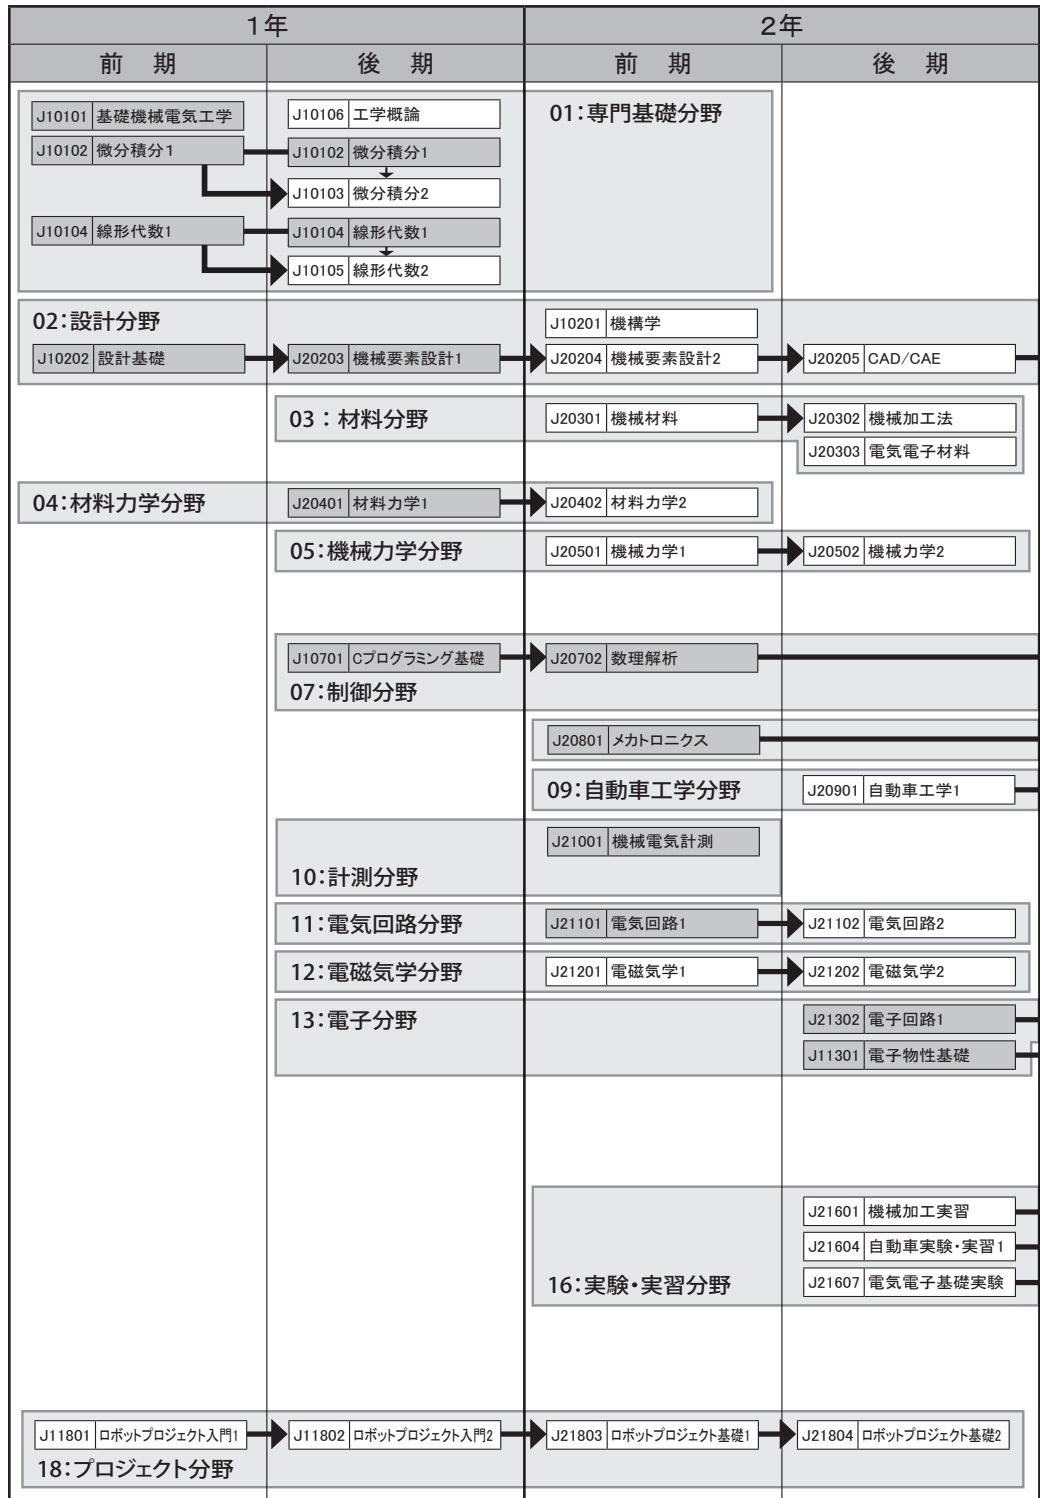 1年 2年
前 期 後 期 前 期 後 期
01:専門基礎分野
J10101 基礎機械電気工学 J10106 工学概論
J10102 微分積分1 J10102 微分積分1
J10103 微分積分2
J10104 線形代数1 J10104 線形代数1
J10105 線形代数2
02:設計分野 J10201 機構学
J10202 設計基礎 J20203 機械要素設計1 J20204 機械要素設計2 J20205 CAD/CAE
03:材料分野 J20301 機械材料 J20302 機械加工法
J20303 電気電子材料
04:材料力学分野 J20401 材料力学1 J20402 材料力学2
05:機械力学分野 J20501 機械力学1 J20502 機械力学2
J10701 Cプログラミング基礎 J20702 数理解析
07:制御分野
J20801 メカトロニクス
09:自動車工学分野 J20901 自動車工学1
J21001 機械電気計測
10:計測分野
11:電気回路分野 J21101 電気回路1 J21102 電気回路2
12:電磁気学分野 J21201 電磁気学1 J21202 電磁気学2
13:電子分野 J21302 電子回路1
J11301 電子物性基礎
J21601 機械加工実習
J21604 自動車実験・実習1
16:実験・実習分野 J21607 電気電子基礎実験
J11801 ロボットプロジェクト入門1 J11802 ロボットプロジェクト入門2 J21803 ロボットプロジェクト基礎1 J21804 ロボットプロジェクト基礎2
18:プロジェクト分野